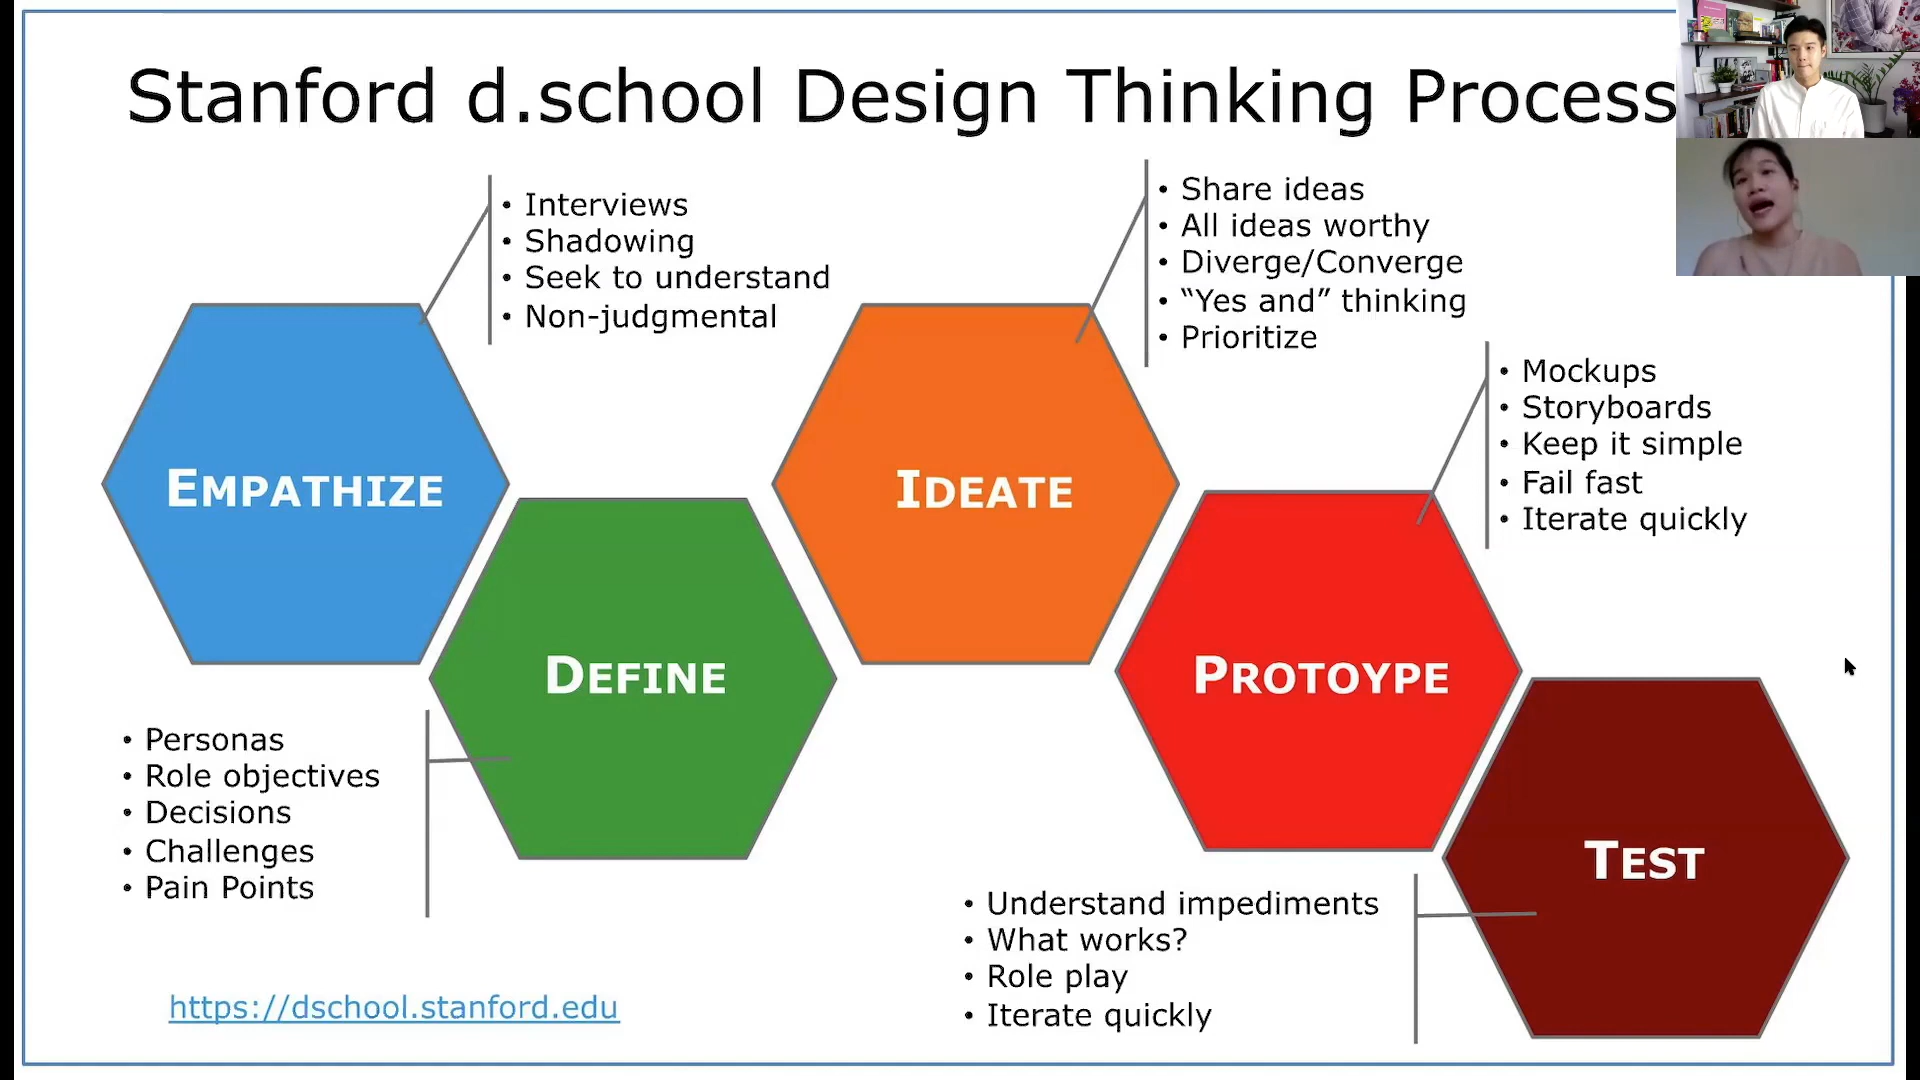 Stanford d.school Design Thinking Process
• Interviews
• Shadowing
• Seek to understand
• Non-judgmental
• Share ideas
• All ideas worthy
• Diverge/Converge
• “Yes and” thinking
• Prioritize
• Mockups
• Storyboards
• Keep it simple
• Fail fast
• Iterate quickly
EMPATHIZE
IDEATE
DEFINE
PROTOYPE
TEST
• Personas
• Role objectives
• Decisions
• Challenges
• Pain Points
• Understand impediments
• What works?
• Role play
• Iterate quickly
https://dschool.stanford.edu